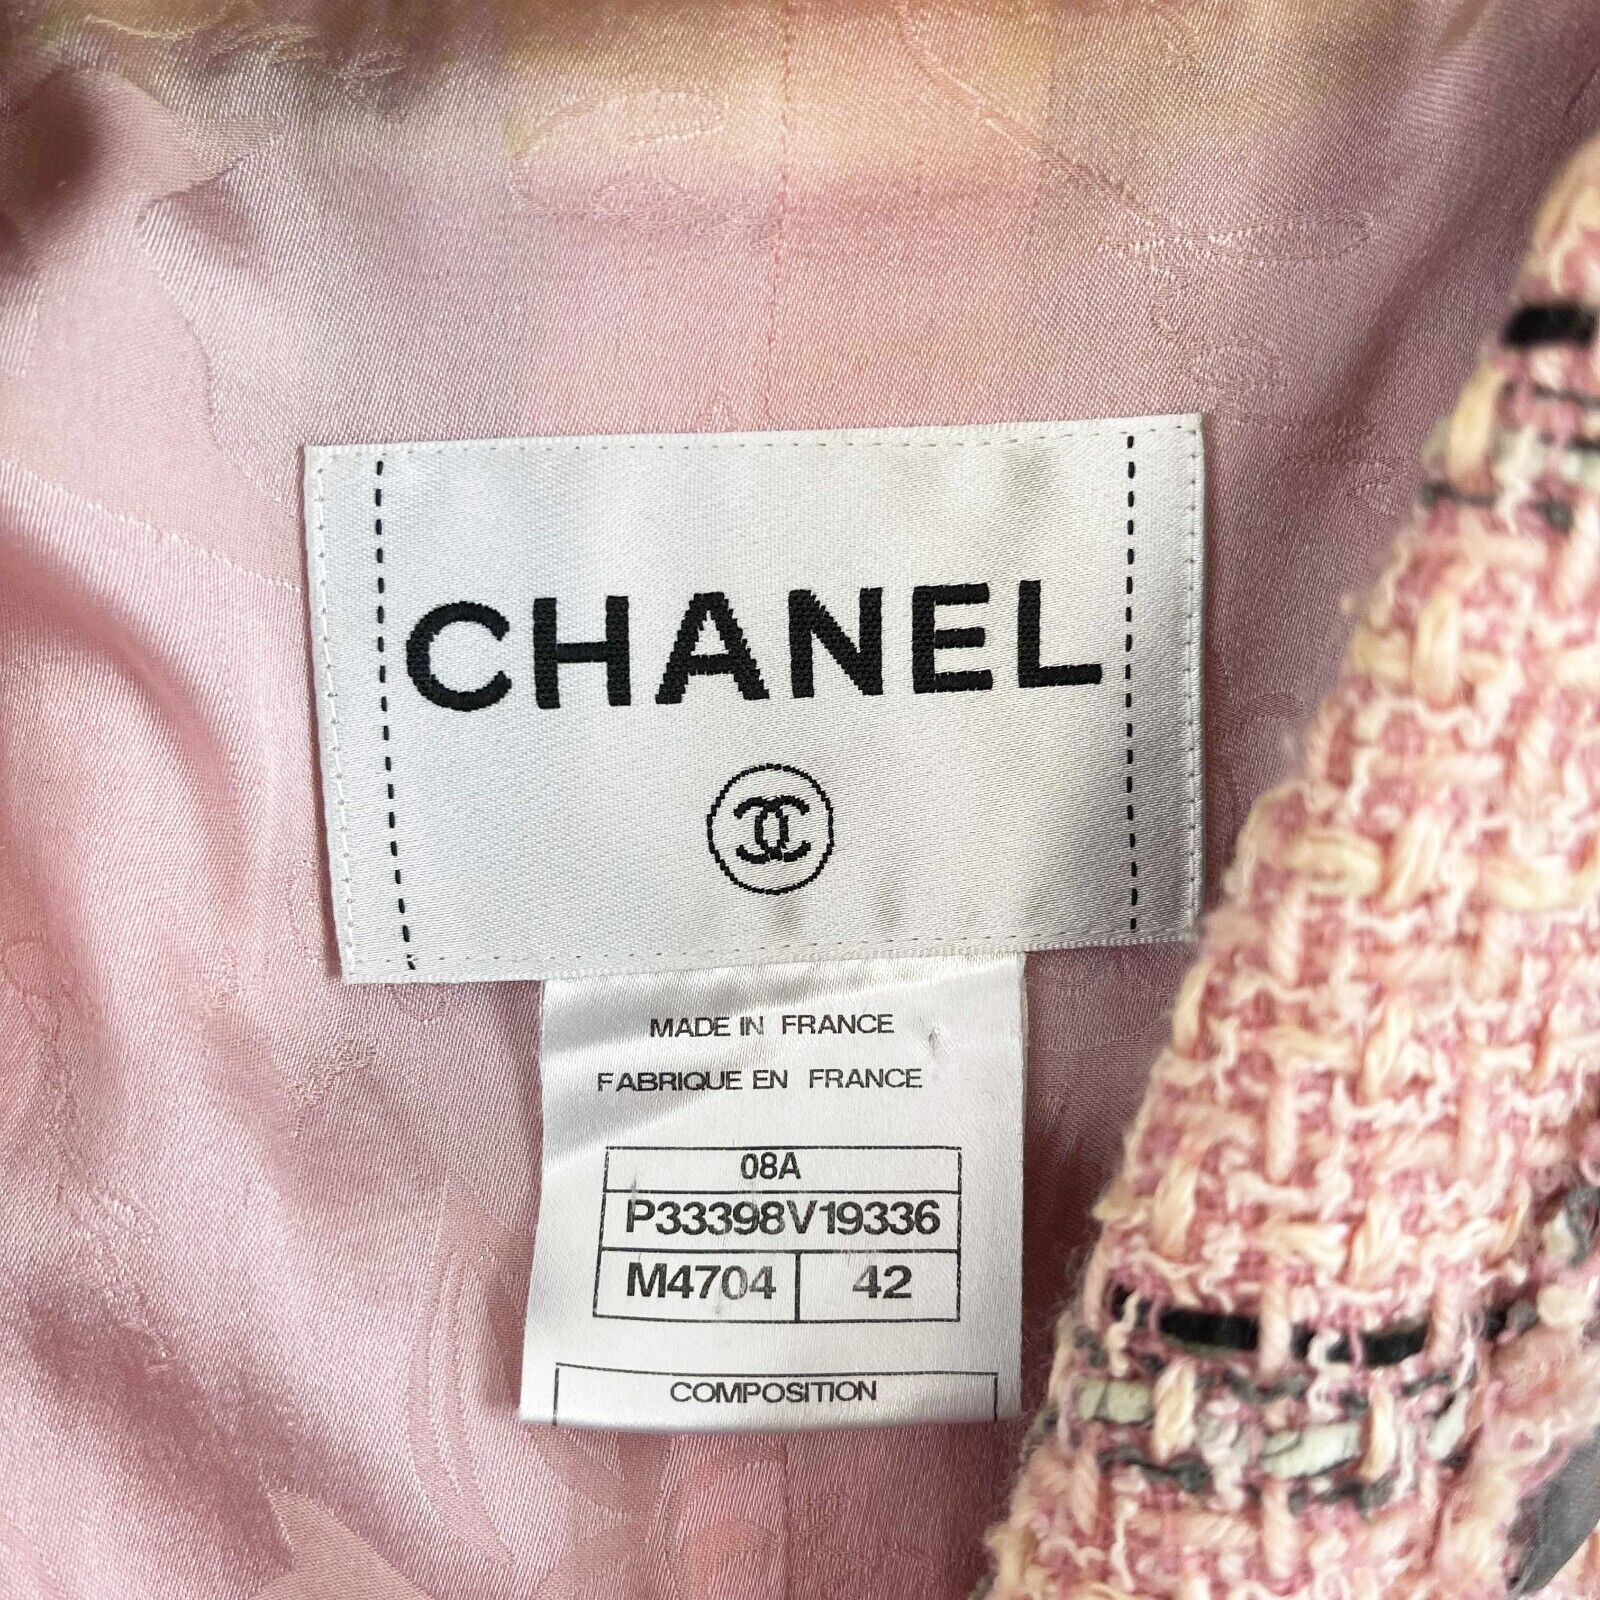 CHANEL
MADE IN FRANCE
FABRIQUE EN FRANCE
08A
P33398V19336
M4704 42
COMPOSITION